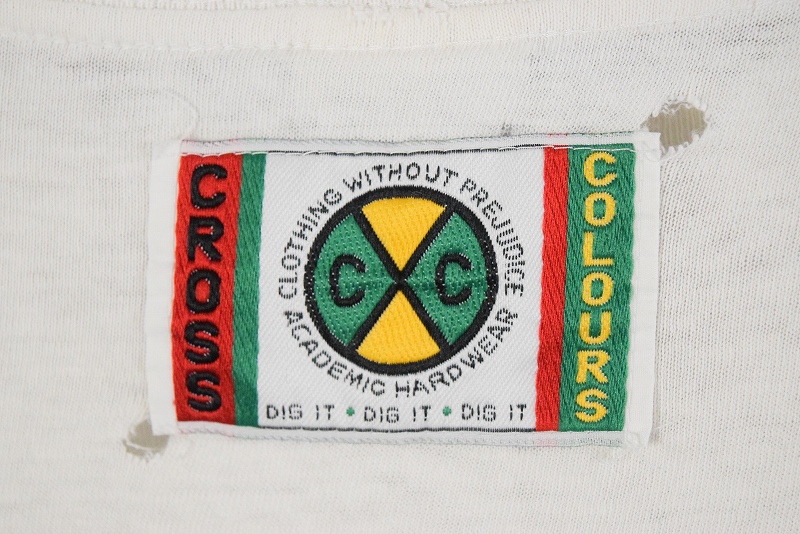 CROSS
CLOTHING WITHOUT PREJUDICE
C C
ACADEMIC HARDWEAR
DIG IT • DIG IT • DIG IT
COLOURS